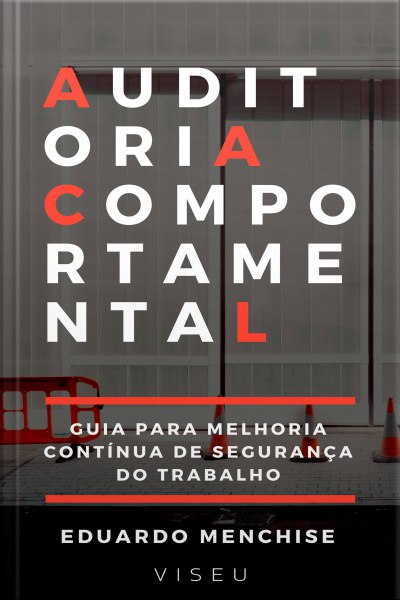 AUDIT
ORIA
COMPO
RTAME
NTAL
GUIA PARA MELHORIA
CONTÍNUA DE SEGURANÇA
DO TRABALHO
EDUARDO MENCHISE
VISEU